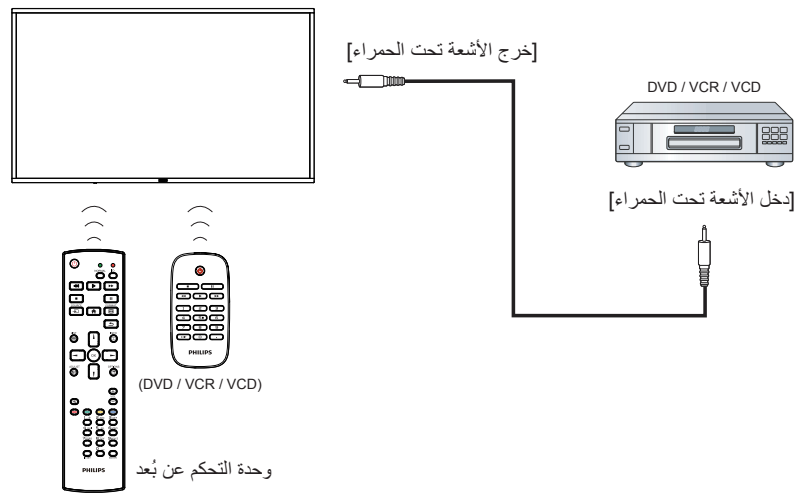 [خرج الأشعة تحت الحمراء]
DVD / VCR / VCD
[دخل الأشعة تحت الحمراء]
PHILIPS
(DVD / VCR / VCD)
وحدة التحكم عن بُعد
PHILIPS